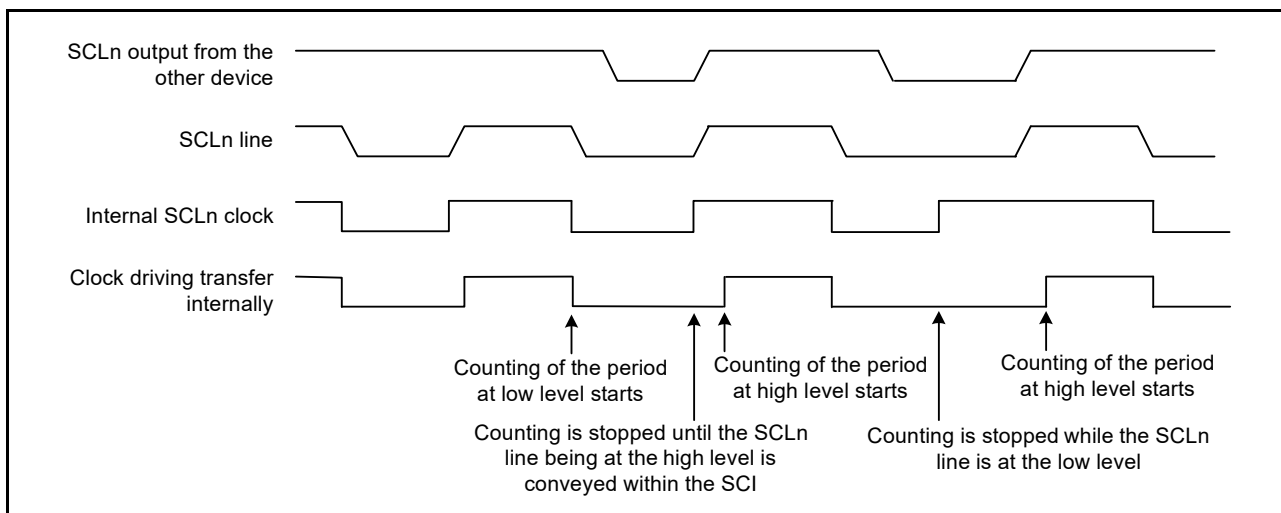 SCLn output from the
other device
SCLn line
Internal SCLn clock
Clock driving transfer
internally
Counting of the period
at low level starts
Counting of the period
at high level starts
Counting of the period
at high level starts
Counting is stopped until the SCLn
line being at the high level is
conveyed within the SCI
Counting is stopped while the SCLn
line is at the low level